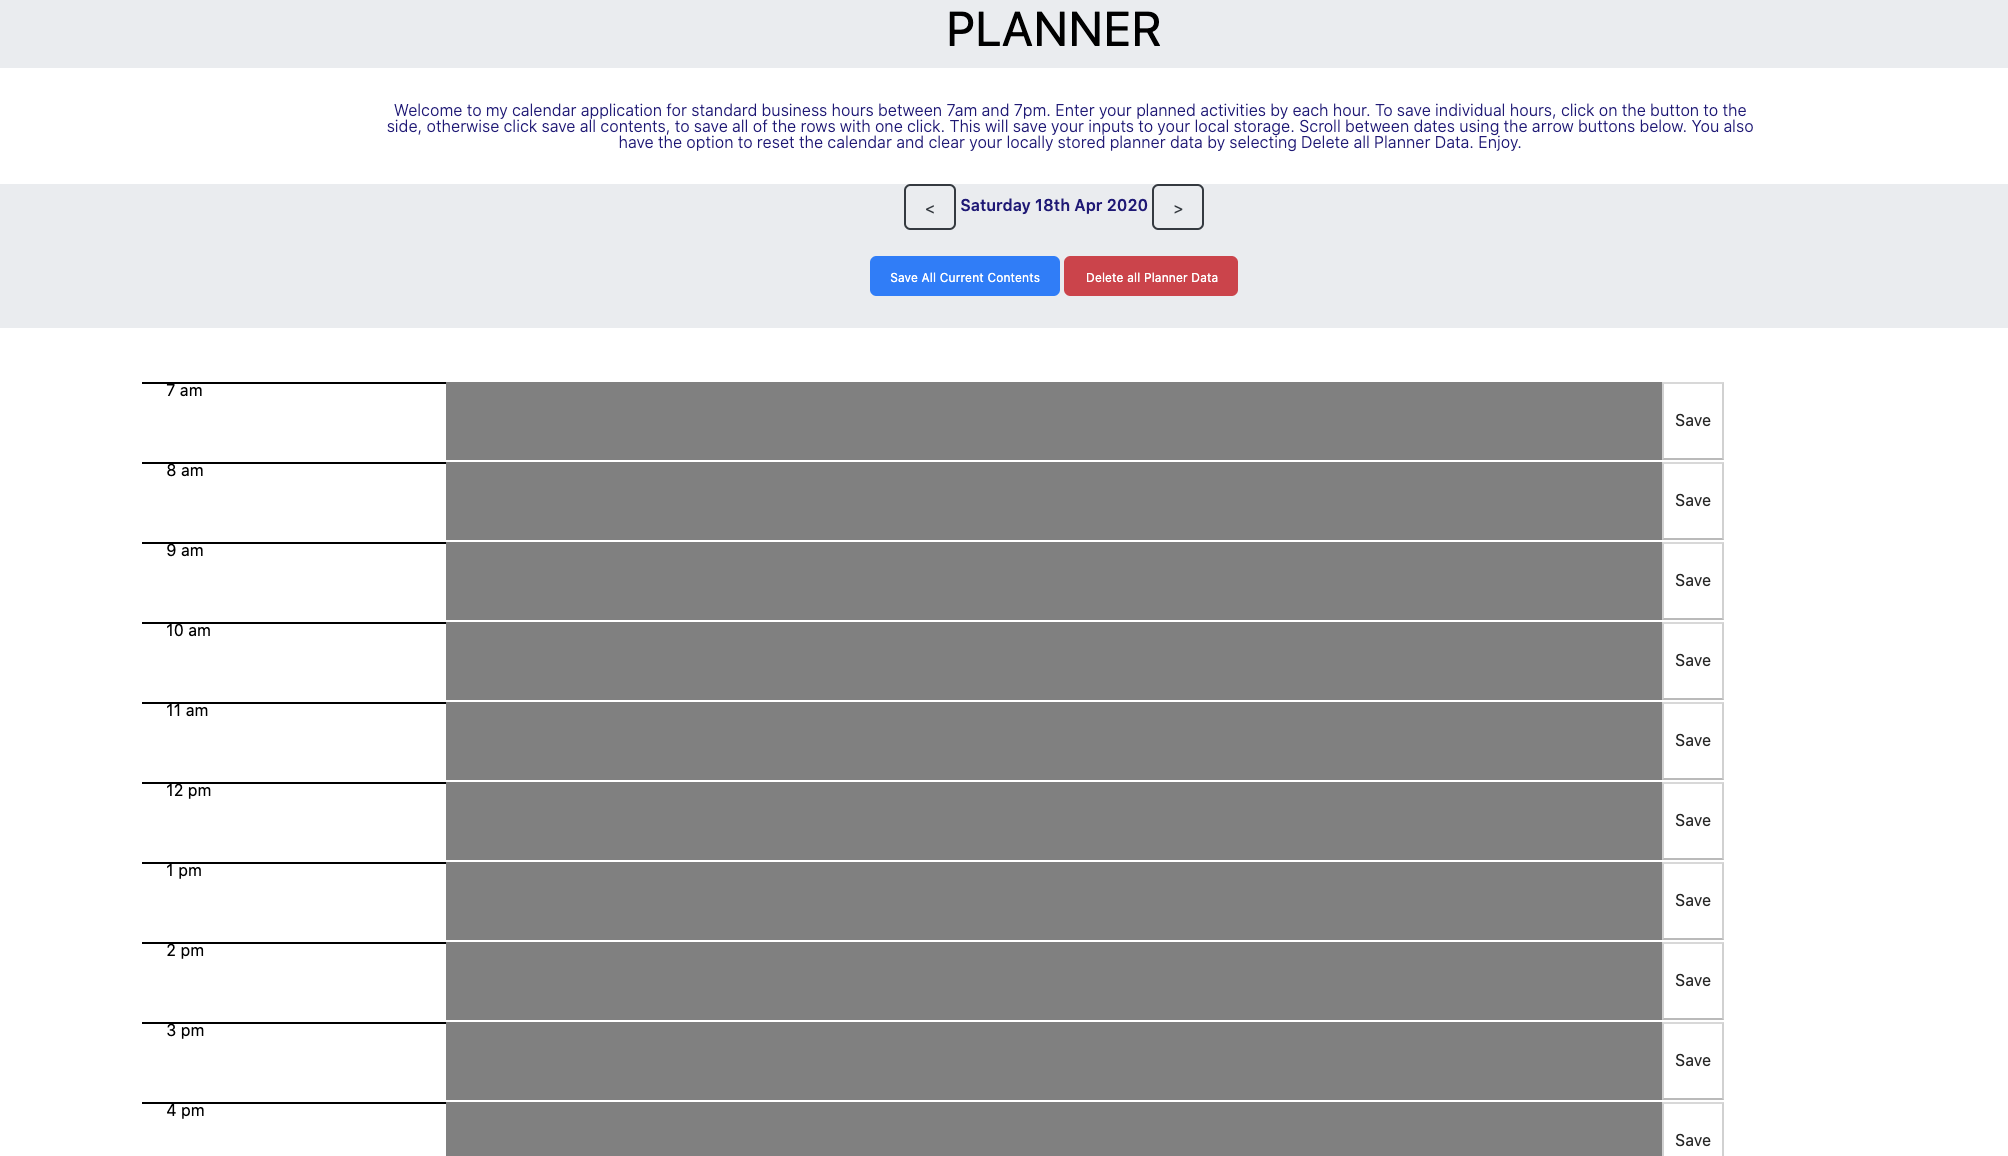 PLANNER
Welcome to my calendar application for standard business hours between 7am and 7pm. Enter your planned activities by each hour. To save individual hours, click on the button to the
side, otherwise click save all contents, to save all of the rows with one click. This will save your inputs to your local storage. Scroll between dates using the arrow buttons below. You also
have the option to reset the calendar and clear your locally stored planner data by selecting Delete all Planner Data. Enjoy.
< Saturday 18th Apr 2020 >
Save All Current Contents Delete all Planner Data
7 am Save
8 am Save
9 am Save
10 am Save
11 am Save
12 pm Save
1 pm Save
2 pm Save
3 pm Save
4 pm Save